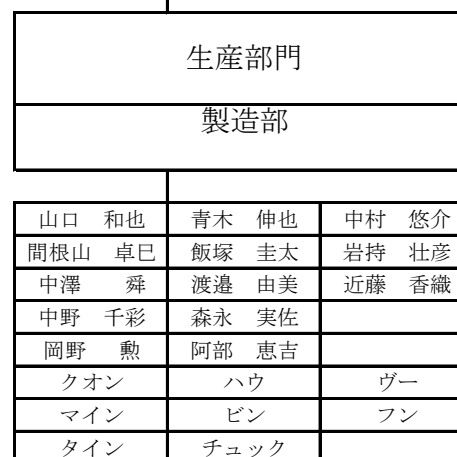 生産部門
製造部
山口　和也 青木　伸也 中村　悠介
間根山　卓巳 飯塚　圭太 岩持　壮彦
中澤　舜 渡邉　由美 近藤　香織
中野　千彩 森永　実佐
岡野　勲 阿部　恵吉
クオン ハウ ヴー
マイン ビン フン
タイン チュック